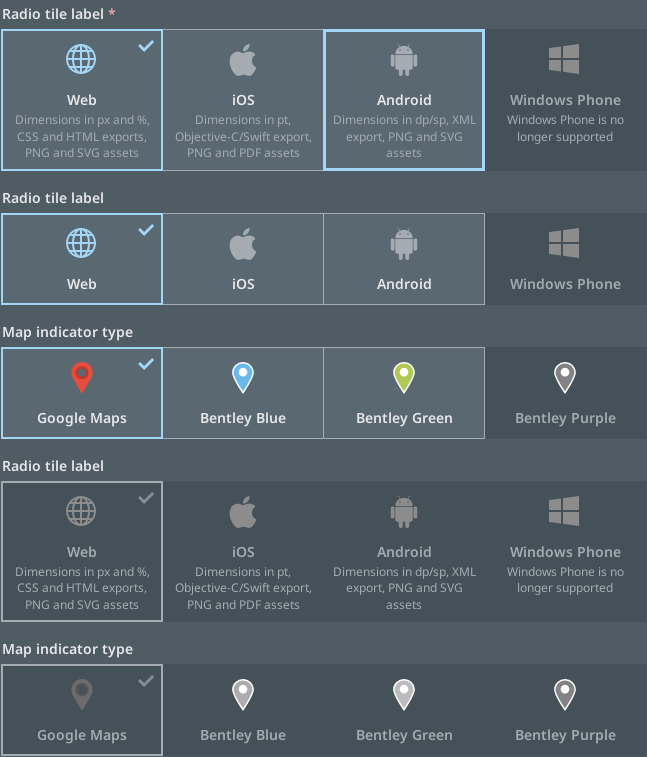 Radio tile label *
Web
Dimensions in px and %,
CSS and HTML exports,
PNG and SVG assets
iOS
Dimensions in pt,
Objective-C/Swift export,
PNG and PDF assets
Android
Dimensions in dp/sp, XML
export, PNG and SVG
assets
Windows Phone
Windows Phone is no
longer supported
Radio tile label
Web
iOS
Android
Windows Phone
Map indicator type
Google Maps
Bentley Blue
Bentley Green
Bentley Purple
Radio tile label
Web
Dimensions in px and %,
CSS and HTML exports,
PNG and SVG assets
iOS
Dimensions in pt,
Objective-C/Swift export,
PNG and PDF assets
Android
Dimensions in dp/sp, XML
export, PNG and SVG
assets
Windows Phone
Windows Phone is no
longer supported
Map indicator type
Google Maps
Bentley Blue
Bentley Green
Bentley Purple